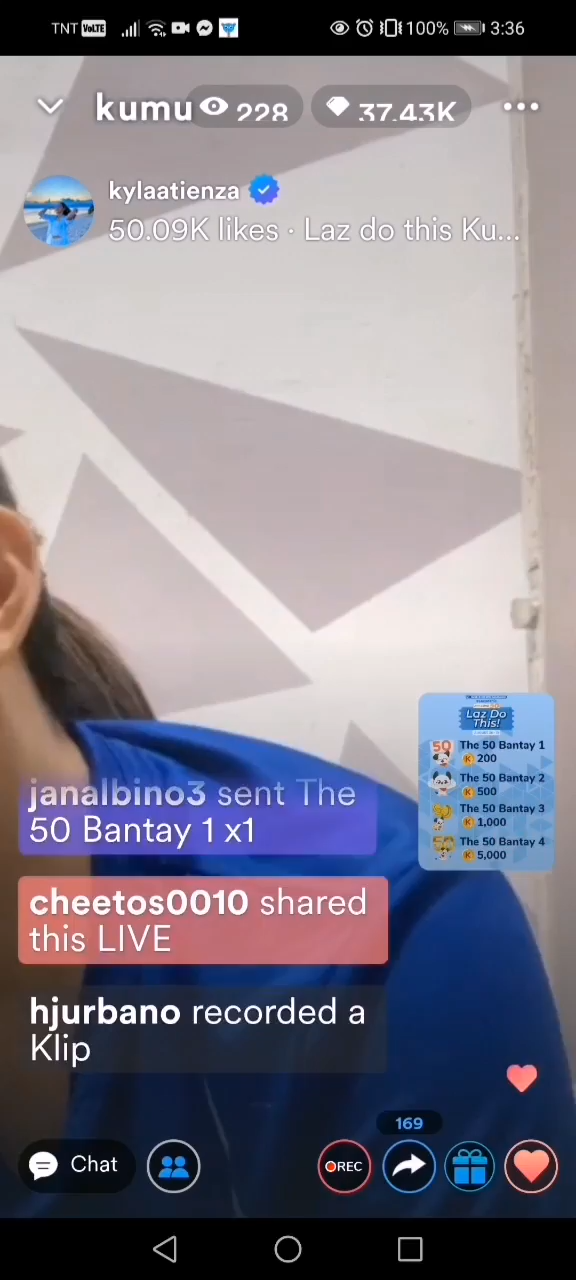 TNT VoLTE 100% 3:36
kumu 228 37.43K
kylaatienza
50.09K likes · Laz do this Ku...
Laz Do
This!
The 50 Bantay 1
200
The 50 Bantay 2
500
The 50 Bantay 3
1,000
The 50 Bantay 4
5,000
janalbino3 sent The
50 Bantay 1 x1
cheetos0010 shared
this LIVE
hjurbano recorded a
Klip
169
Chat
REC